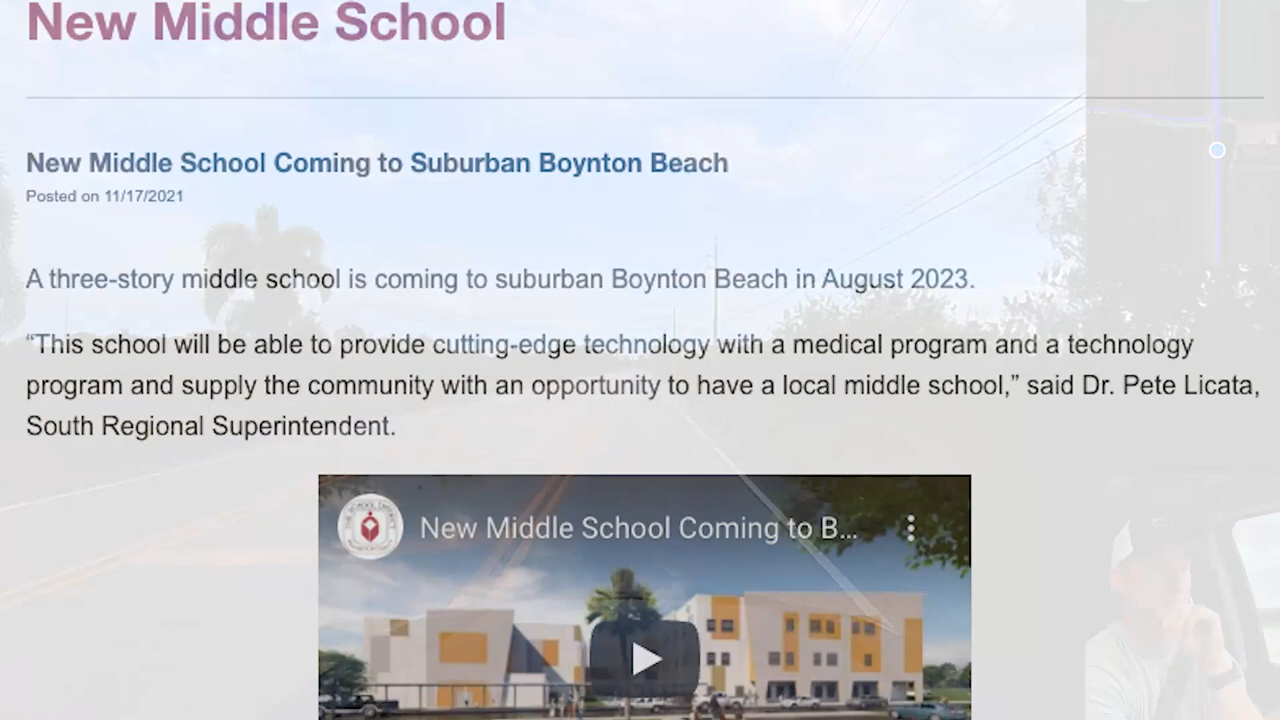 New Middle School
New Middle School Coming to Suburban Boynton Beach
Posted on 11/17/2021
A three-story middle school is coming to suburban Boynton Beach in August 2023.
“This school will be able to provide cutting-edge technology with a medical program and a technology
program and supply the community with an opportunity to have a local middle school,” said Dr. Pete Licata,
South Regional Superintendent.
New Middle School Coming to B...